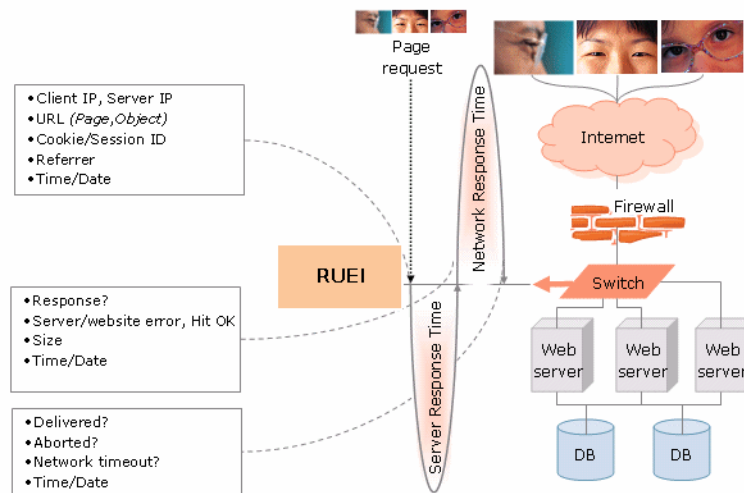 Page
request
• Client IP, Server IP
• URL (Page,Object)
• Cookie/Session ID
• Referrer
• Time/Date
Network Response Time
Internet
Firewall
RUEI
Switch
• Response?
• Server/website error, Hit OK
• Size
• Time/Date
Server Response Time
Web
server
Web
server
Web
server
• Delivered?
• Aborted?
• Network timeout?
• Time/Date
DB
DB